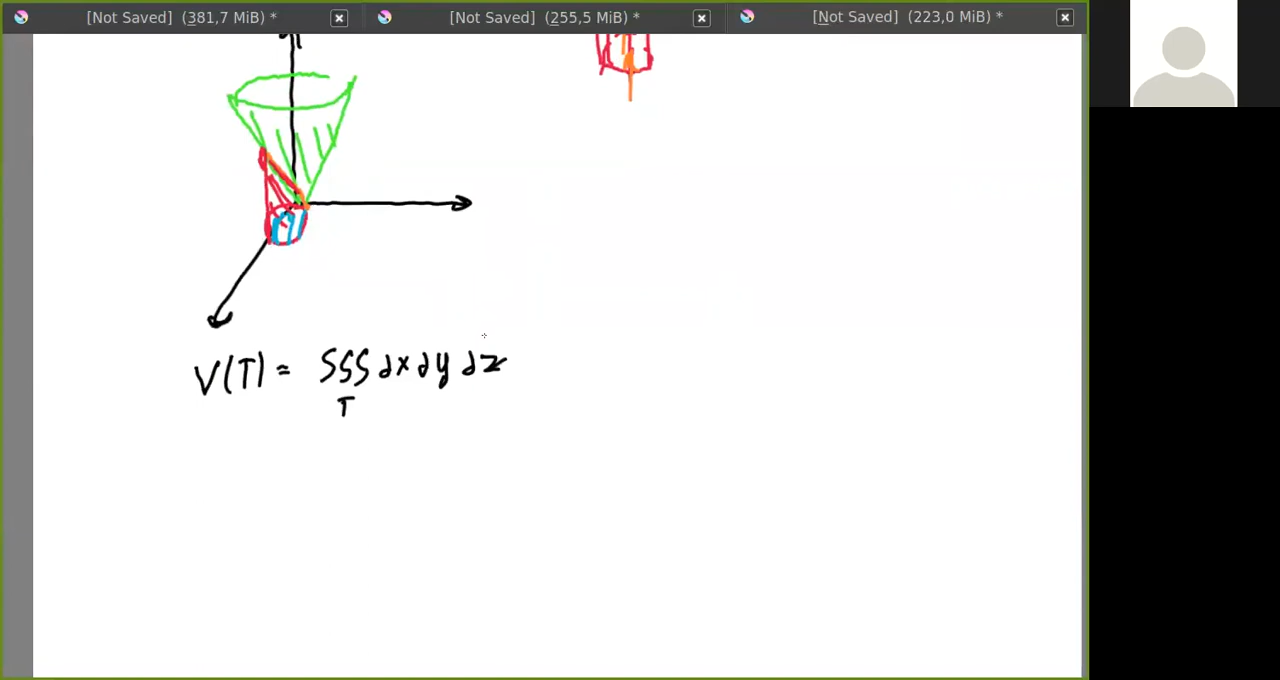 [Not Saved] (381,7 MiB) *
[Not Saved] (255,5 MiB) *
[Not Saved] (223,0 MiB) *
V(T) = ∭ dx dy dz
T